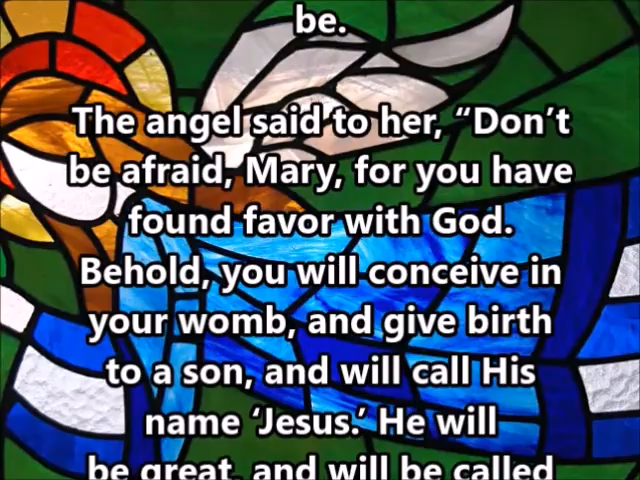 be.
The angel said to her, “Don’t
be afraid, Mary, for you have
found favor with God.
Behold, you will conceive in
your womb, and give birth
to a son, and will call His
name ‘Jesus.’ He will
be great, and will be called